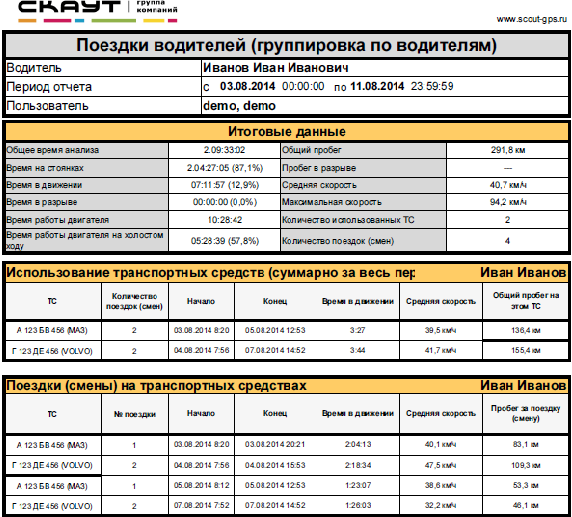 СКАУТ группа компаний
www.scout-gps.ru
Поездки водителей (группировка по водителям)
Водитель Иванов Иван Иванович
Период отчета с 03.08.2014 00:00:00 по 11.08.2014 23:59:59
Пользователь demo, demo
Итоговые данные
Общее время анализа 2.09:33:02 Общий пробег 291,8 км
Время на стоянках 2.04:27:05 (87,1%) Пробег в разрыве ---
Время в движении 07:11:57 (12,9%) Средняя скорость 40,7 км/ч
Время в разрыве 00:00:00 (0,0%) Максимальная скорость 94,2 км/ч
Время работы двигателя 10:28:42 Количество использованных ТС 2
Время работы двигателя на холостом ходу 05:28:39 (57,8%) Количество поездок (смен) 4
Использование транспортных средств (суммарно за весь пер Иван Иванов
ТС Количество поездок (смен) Начало Конец Время в движении Средняя скорость Общий пробег на этом ТС
А 123 БВ 456 (МАЗ) 2 03.08.2014 8:20 05.08.2014 12:53 3:27 39,5 км/ч 136,4 км
Г 123 ДЕ 456 (VOLVO) 2 04.08.2014 7:56 07.08.2014 14:52 3:44 41,7 км/ч 155,4 км
Поездки (смены) на транспортных средствах Иван Иванов
ТС № поездки Начало Конец Время в движении Средняя скорость Пробег за поездку (смену)
А 123 БВ 456 (МАЗ) 1 03.08.2014 8:20 03.08.2014 20:21 2:04:13 40,1 км/ч 83,1 км
Г 123 ДЕ 456 (VOLVO) 2 04.08.2014 7:56 04.08.2014 15:53 2:18:34 47,5 км/ч 109,3 км
А 123 БВ 456 (МАЗ) 1 05.08.2014 8:12 05.08.2014 12:53 1:23:07 38,6 км/ч 53,3 км
Г 123 ДЕ 456 (VOLVO) 2 07.08.2014 7:52 07.08.2014 14:52 1:26:03 32,2 км/ч 46,1 км